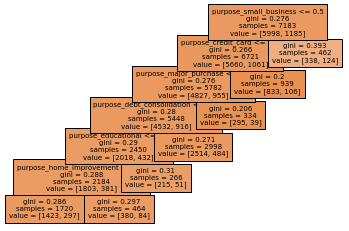 purpose_small_business <= 0.5
gini = 0.276
samples = 7183
value = [5998, 1185]
purpose_credit_card <=
gini = 0.266
samples = 6721
value = [5660, 1061]
gini = 0.393
samples = 462
value = [338, 124]
purpose_major_purchase <
gini = 0.276
samples = 5782
value = [4827, 955]
gini = 0.2
samples = 939
value = [833, 106]
purpose_debt_consolidation <
gini = 0.28
samples = 5448
value = [4532, 916]
gini = 0.206
samples = 334
value = [295, 39]
purpose_educational <=
gini = 0.29
samples = 2450
value = [2018, 432]
gini = 0.271
samples = 2998
value = [2514, 484]
purpose_home_improvement
gini = 0.288
samples = 2184
value = [1803, 381]
gini = 0.31
samples = 266
value = [215, 51]
gini = 0.286
samples = 1720
value = [1423, 297]
gini = 0.297
samples = 464
value = [380, 84]